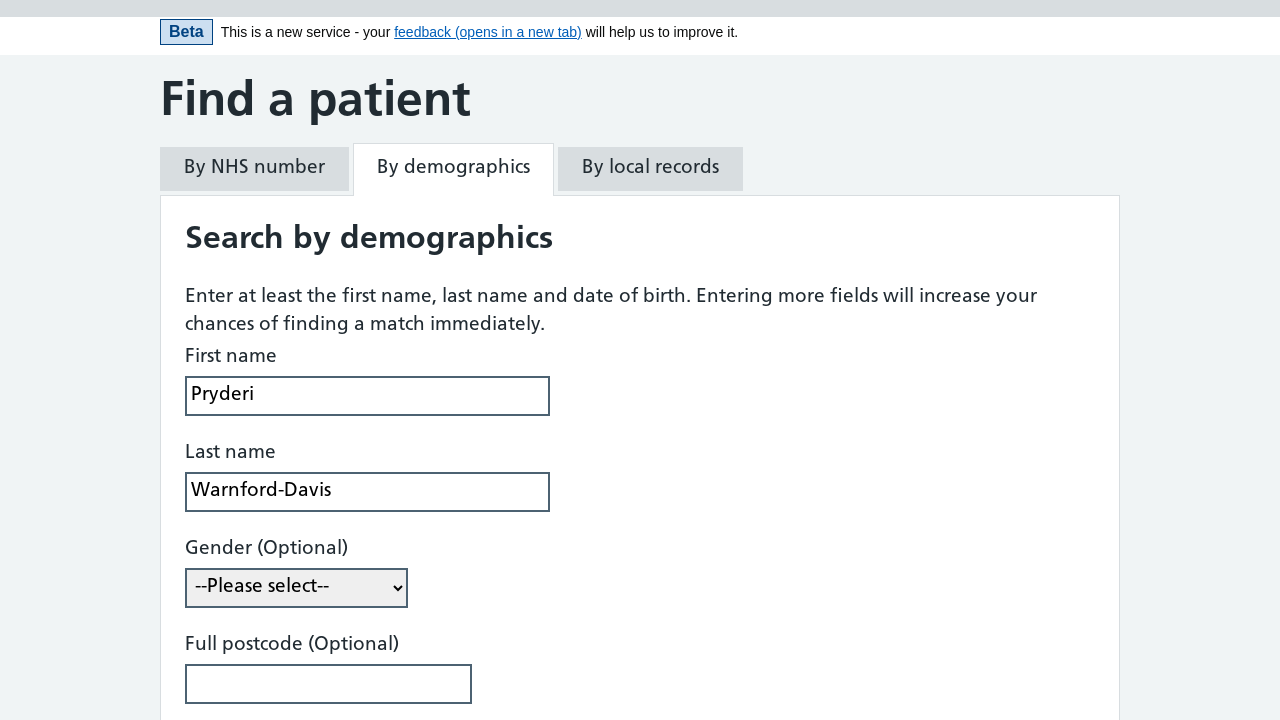 Beta This is a new service - your feedback (opens in a new tab) will help us to improve it.
Find a patient
By NHS number By demographics By local records
Search by demographics
Enter at least the first name, last name and date of birth. Entering more fields will increase your
chances of finding a match immediately.
First name
Pryderi
Last name
Warnford-Davis
Gender (Optional)
--Please select--
Full postcode (Optional)